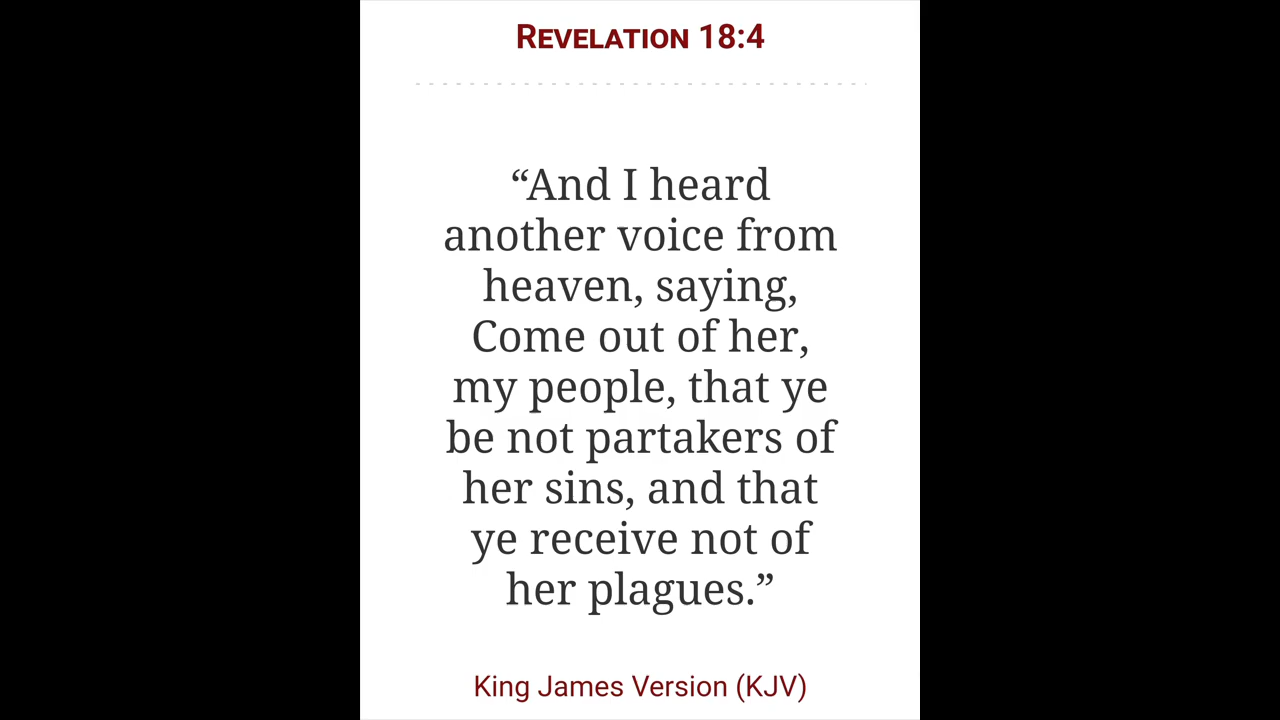 Revelation 18:4
“And I heard
another voice from
heaven, saying,
Come out of her,
my people, that ye
be not partakers of
her sins, and that
ye receive not of
her plagues.”
King James Version (KJV)